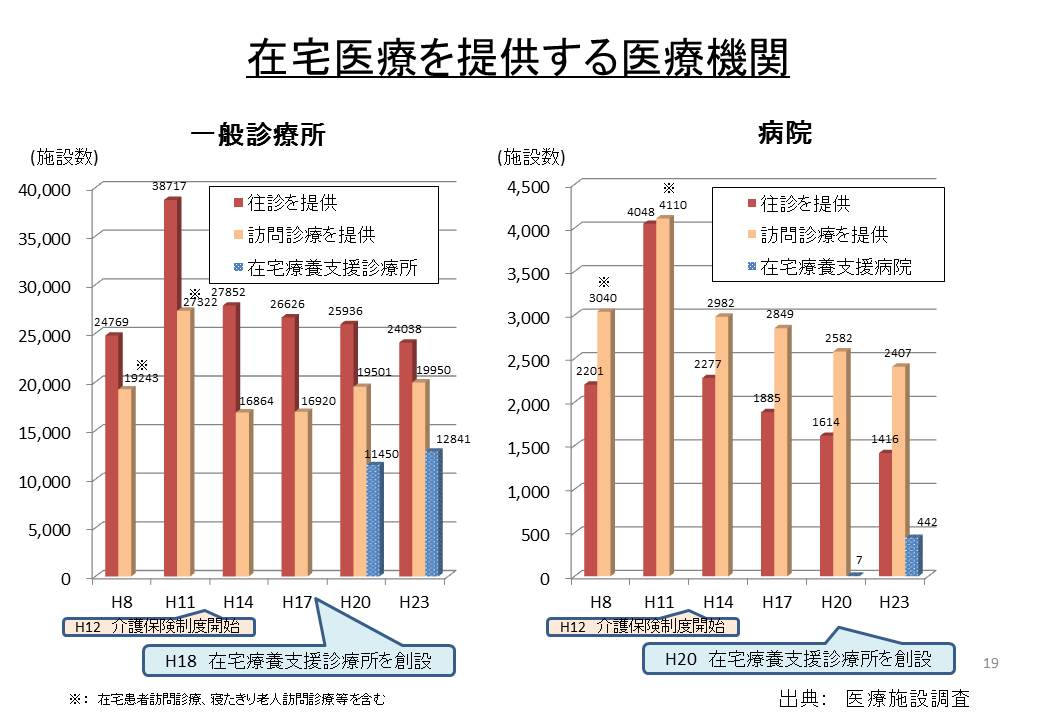 在宅医療を提供する医療機関
一般診療所
(施設数)
40,000
35,000
30,000
25,000
20,000
15,000
10,000
5,000
0
往診を提供
訪問診療を提供
在宅療養支援診療所
24769
※
19243
38717
※
27322
27852
16864
26626
16920
25936
19501
11450
24038
19950
12841
H8 H11 H14 H17 H20 H23
H12 介護保険制度開始
H18 在宅療養支援診療所を創設
病院
(施設数)
4,500
4,000
3,500
3,000
2,500
2,000
1,500
1,000
500
0
往診を提供
訪問診療を提供
在宅療養支援病院
2201
※
3040
4048
※
4110
2277
2982
1885
2849
1614
2582
7
1416
2407
442
H8 H11 H14 H17 H20 H23
H12 介護保険制度開始
H20 在宅療養支援診療所を創設
19
※: 在宅患者訪問診療、寝たきり老人訪問診療等を含む
出典: 医療施設調査